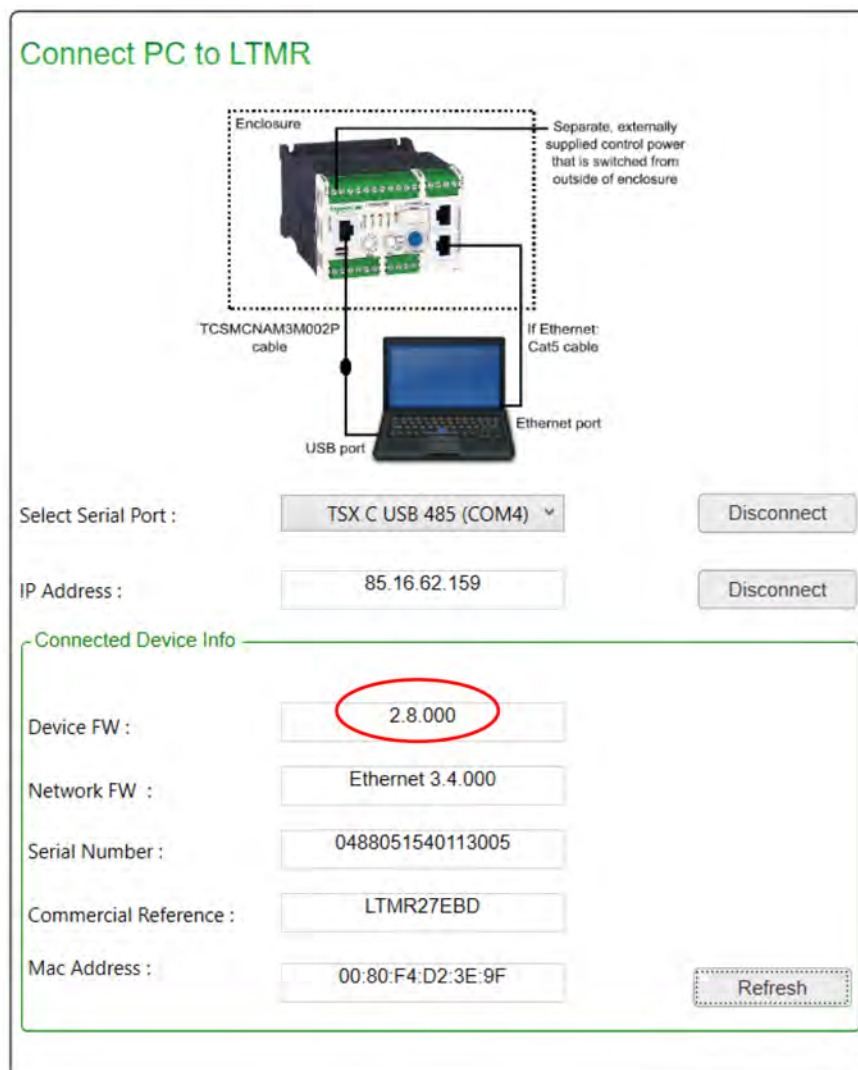 Connect PC to LTMR
Enclosure
Separate, externally
supplied control power
that is switched from
outside of enclosure
TCSMCNAM3M002P
cable
If Ethernet:
Cat5 cable
Ethernet port
USB port
Select Serial Port :
TSX C USB 485 (COM4)
Disconnect
IP Address :
85.16.62.159
Disconnect
Connected Device Info
Device FW :
2.8.000
Network FW :
Ethernet 3.4.000
Serial Number :
0488051540113005
Commercial Reference :
LTMR27EBD
Mac Address :
00:80:F4:D2:3E:9F
Refresh